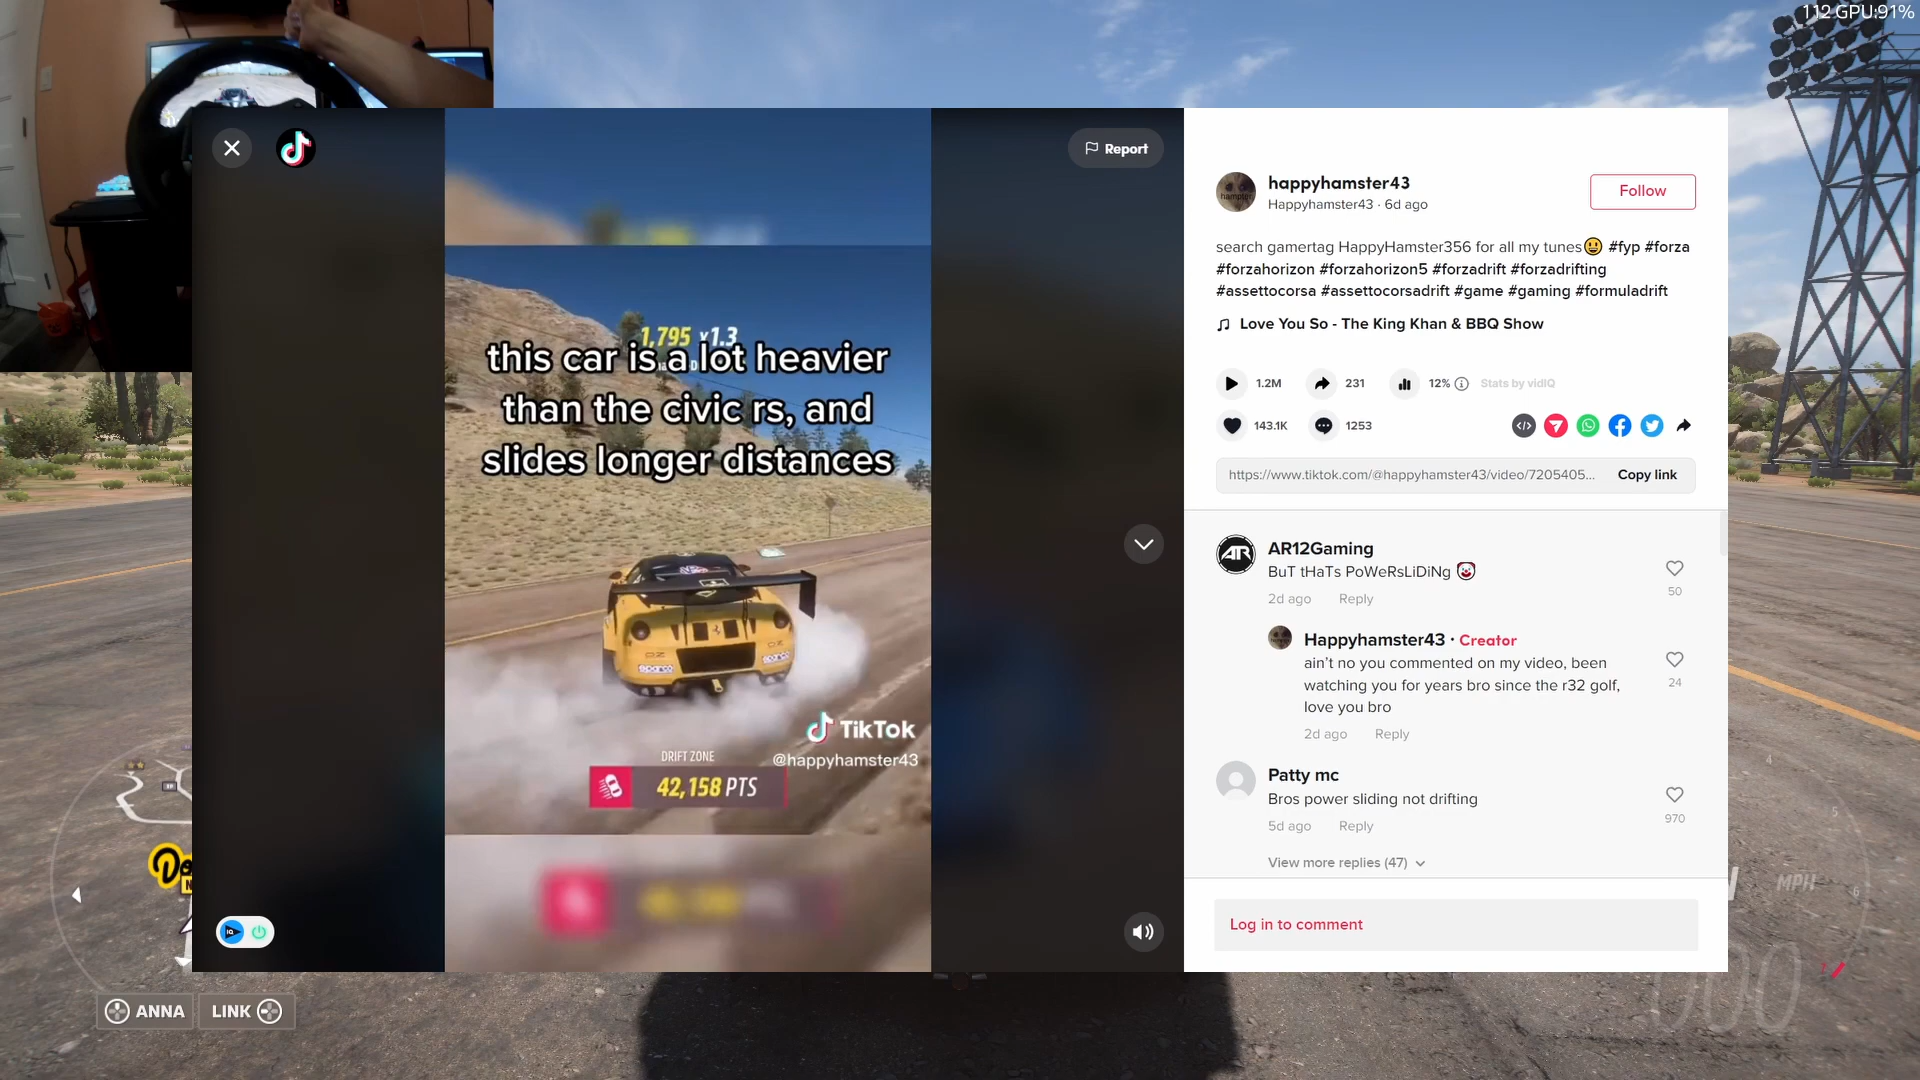 112 GPU:91%
Report
1,795 x1.3
this car is a lot heavier
than the civic rs, and
slides longer distances
OZ
OZ
sparco
sparco
TikTok
@happyhamster43
DRIFT ZONE
42,158 PTS
happyhamster43
Happyhamster43 · 6d ago
Follow
search gamertag HappyHamster356 for all my tunes😃 #fyp #forza
#forzahorizon #forzahorizon5 #forzadrift #forzadrifting
#assettocorsa #assettocorsadrift #game #gaming #formuladrift
Love You So - The King Khan & BBQ Show
1.2M
231
12%
Stats by vidIQ
143.1K
1253
https://www.tiktok.com/@happyhamster43/video/7205405...
Copy link
AR12Gaming
BuT tHaTs PoWeRsLiDiNg 🤡
50
2d ago
Reply
Happyhamster43 · Creator
ain't no you commented on my video, been
watching you for years bro since the r32 golf,
love you bro
24
2d ago
Reply
Patty mc
Bros power sliding not drifting
970
5d ago
Reply
View more replies (47)
Log in to comment
MPH
4
5
6
ANNA
LINK